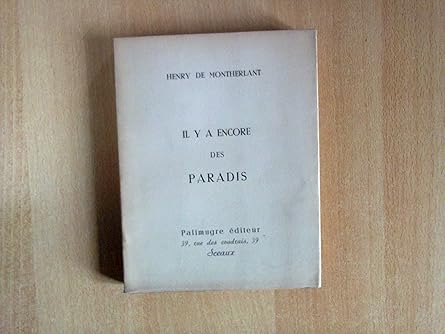 HENRY DE MONTHERLANT
IL Y A ENCORE
DES
PARADIS
Palimugre éditeur
39, rue des coudrais, 39
Sceaux